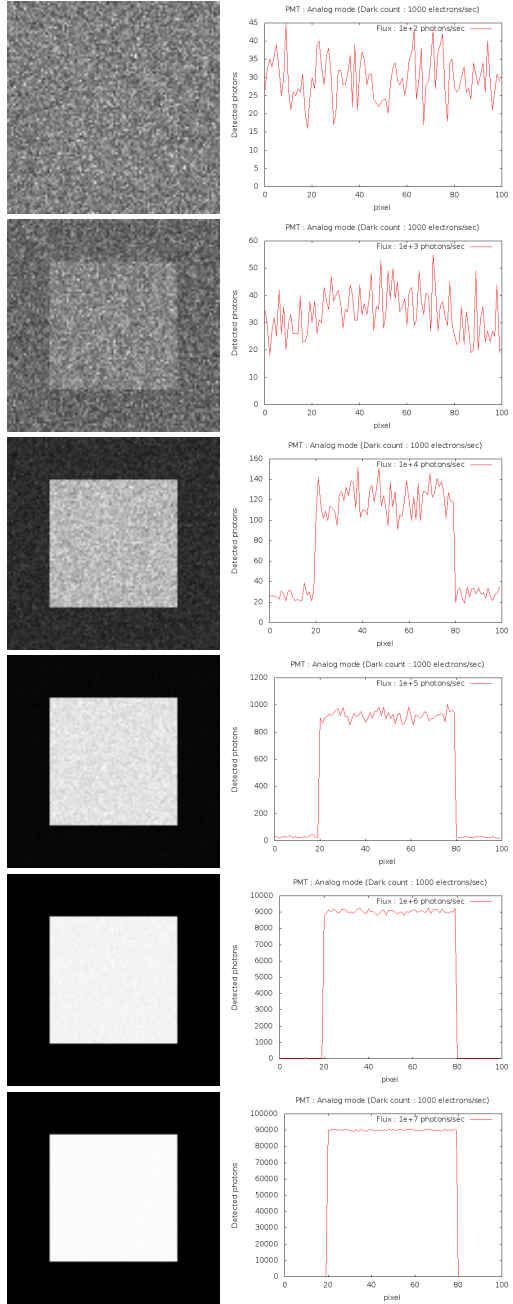 PMT : Analog mode (Dark count : 1000 electrons/sec)
45
40
35
30
25
20
15
10
5
0
Detected photons
Flux : 1e+2 photons/sec
0 20 40 60 80 100
pixel
PMT : Analog mode (Dark count : 1000 electrons/sec)
60
50
40
30
20
10
0
Detected photons
Flux : 1e+3 photons/sec
0 20 40 60 80 100
pixel
PMT : Analog mode (Dark count : 1000 electrons/sec)
160
140
120
100
80
60
40
20
0
Detected photons
Flux : 1e+4 photons/sec
0 20 40 60 80 100
pixel
PMT : Analog mode (Dark count : 1000 electrons/sec)
1200
1000
800
600
400
200
0
Detected photons
Flux : 1e+5 photons/sec
0 20 40 60 80 100
pixel
PMT : Analog mode (Dark count : 1000 electrons/sec)
10000
9000
8000
7000
6000
5000
4000
3000
2000
1000
0
Detected photons
Flux : 1e+6 photons/sec
0 20 40 60 80 100
pixel
PMT : Analog mode (Dark count : 1000 electrons/sec)
100000
90000
80000
70000
60000
50000
40000
30000
20000
10000
0
Detected photons
Flux : 1e+7 photons/sec
0 20 40 60 80 100
pixel